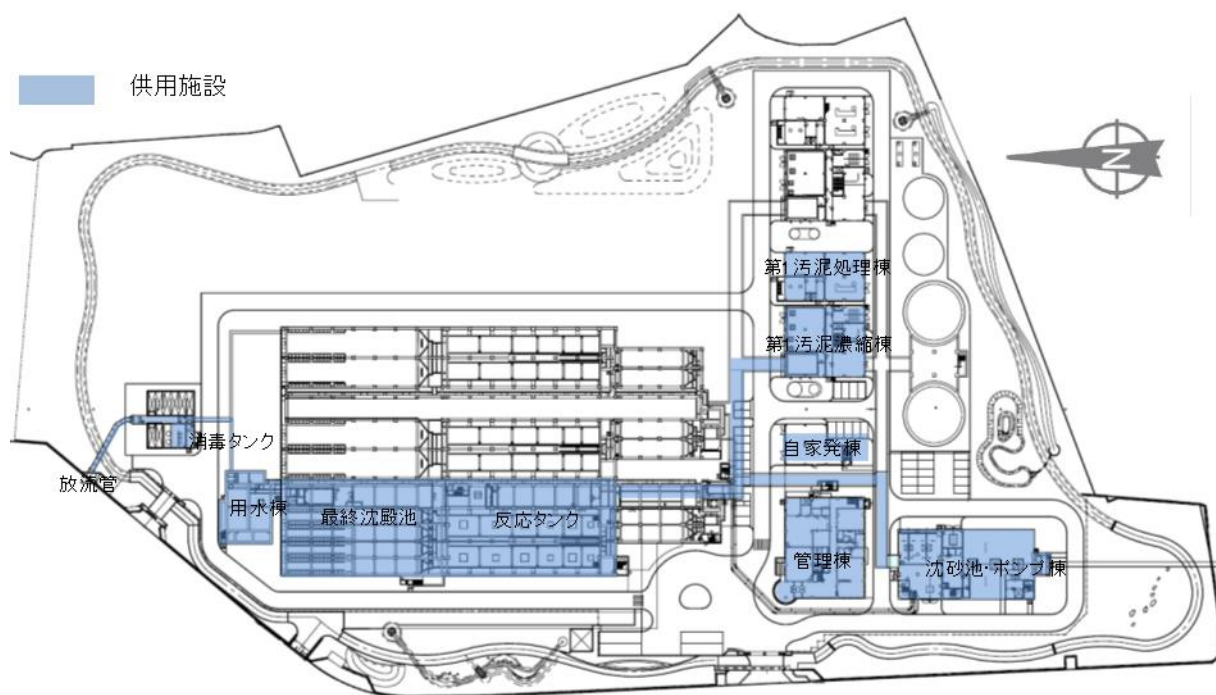 供用施設
N
第1汚泥処理棟
第1汚泥濃縮棟
消毒タンク
自家発棟
放流管
用水棟
最終沈殿池
反応タンク
管理棟
沈砂池・ポンプ棟